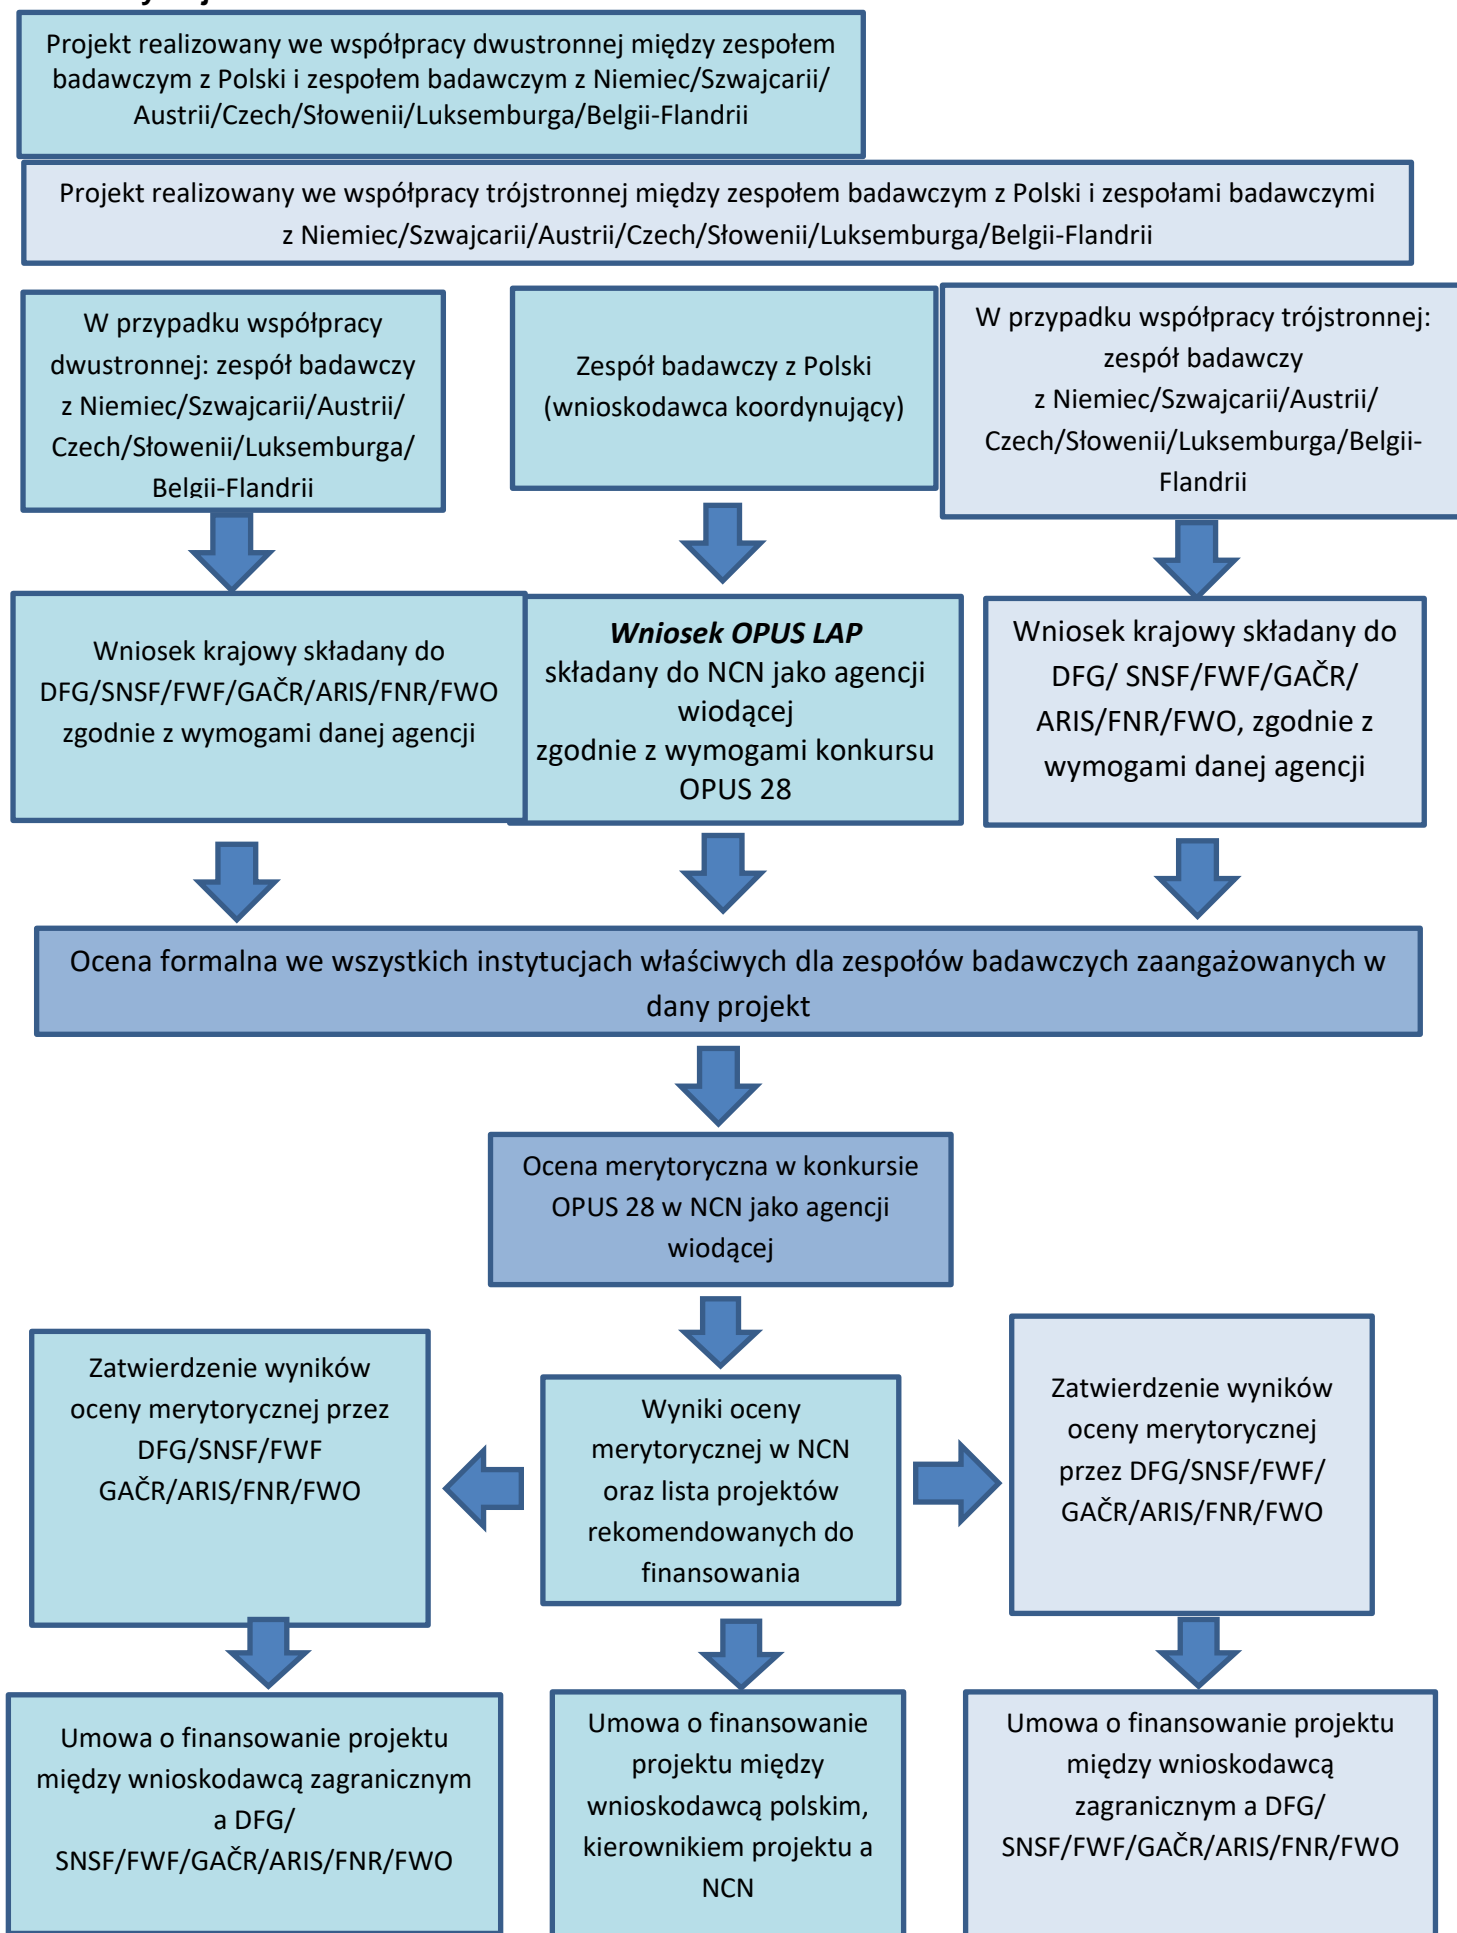 Projekt realizowany we współpracy dwustronnej między zespołem
badawczym z Polski i zespołem badawczym z Niemiec/Szwajcarii/
Austrii/Czech/Słowenii/Luksemburga/Belgii-Flandrii
Projekt realizowany we współpracy trójstronnej między zespołem badawczym z Polski i zespołami badawczymi
z Niemiec/Szwajcarii/Austrii/Czech/Słowenii/Luksemburga/Belgii-Flandrii
W przypadku współpracy
dwustronnej: zespół badawczy
z Niemiec/Szwajcarii/Austrii/
Czech/Słowenii/Luksemburga/
Belgii-Flandrii
Zespół badawczy z Polski
(wnioskodawca koordynujący)
W przypadku współpracy trójstronnej:
zespół badawczy
z Niemiec/Szwajcarii/Austrii/
Czech/Słowenii/Luksemburga/Belgii-
Flandrii
Wniosek krajowy składany do
DFG/SNSF/FWF/GAČR/ARIS/FNR/FWO
zgodnie z wymogami danej agencji
Wniosek OPUS LAP
składany do NCN jako agencji
wiodącej
zgodnie z wymogami konkursu
OPUS 28
Wniosek krajowy składany do
DFG/ SNSF/FWF/GAČR/
ARIS/FNR/FWO, zgodnie z
wymogami danej agencji
Ocena formalna we wszystkich instytucjach właściwych dla zespołów badawczych zaangażowanych w
dany projekt
Ocena merytoryczna w konkursie
OPUS 28 w NCN jako agencji
wiodącej
Zatwierdzenie wyników
oceny merytorycznej przez
DFG/SNSF/FWF
GAČR/ARIS/FNR/FWO
Wyniki oceny
merytorycznej w NCN
oraz lista projektów
rekomendowanych do
finansowania
Zatwierdzenie wyników
oceny merytorycznej
przez DFG/SNSF/FWF/
GAČR/ARIS/FNR/FWO
Umowa o finansowanie projektu
między wnioskodawcą zagranicznym
a DFG/
SNSF/FWF/GAČR/ARIS/FNR/FWO
Umowa o finansowanie
projektu między
wnioskodawcą polskim,
kierownikiem projektu a
NCN
Umowa o finansowanie projektu
między wnioskodawcą
zagranicznym a DFG/
SNSF/FWF/GAČR/ARIS/FNR/FWO